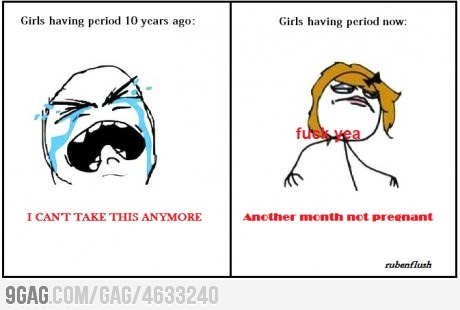 Girls having period 10 years ago:
I CAN'T TAKE THIS ANYMORE
Girls having period now:
fuck yea
Another month not pregnant
rubenflush
9GAG.COM/GAG/4633240